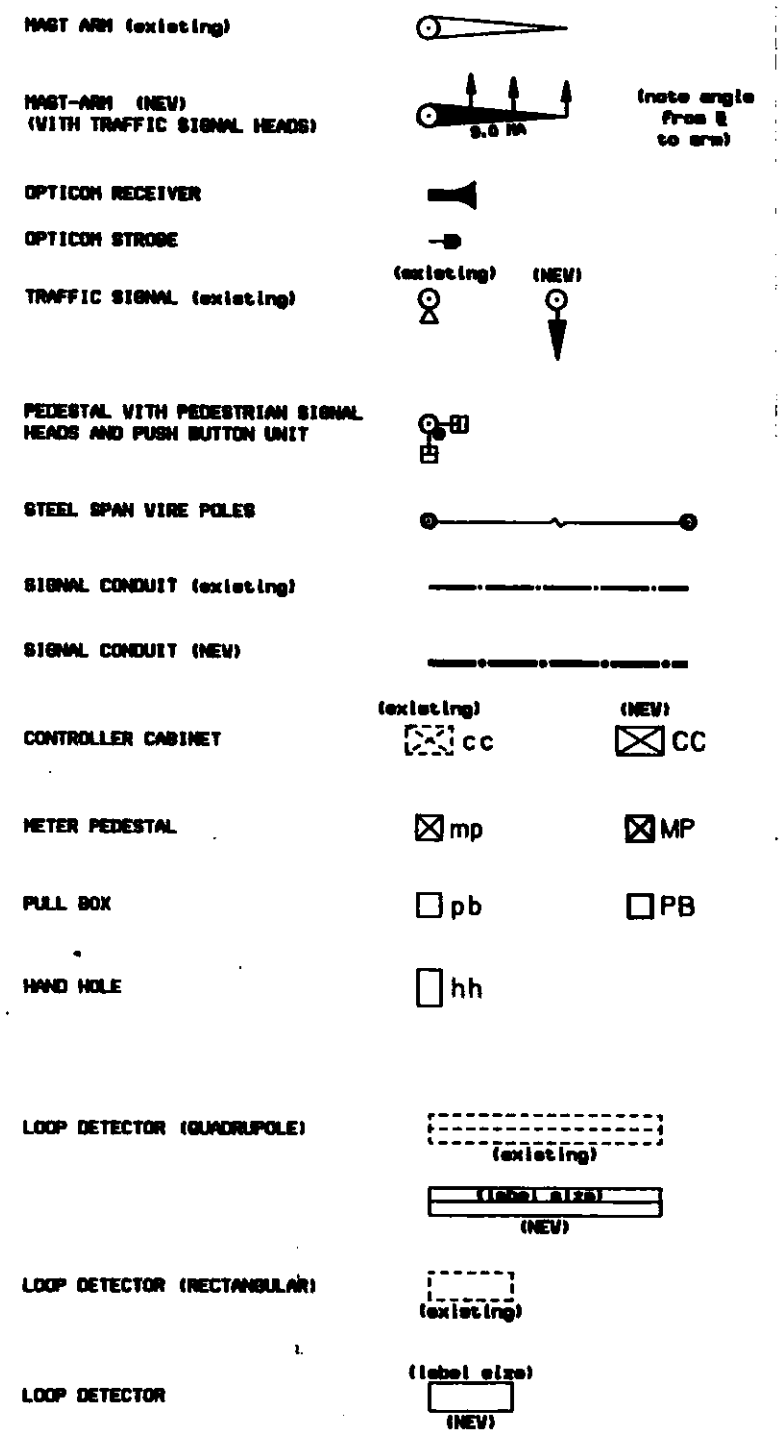 MAST ARM (existing)
MAST-ARM (NEW)
(WITH TRAFFIC SIGNAL HEADS)
9.0 MA
(note angle
from ℄
to arm)
OPTICOM RECEIVER
OPTICOM STROBE
(existing) (NEW)
TRAFFIC SIGNAL (existing)
PEDESTAL WITH PEDESTRIAN SIGNAL
HEADS AND PUSH BUTTON UNIT
STEEL SPAN WIRE POLES
SIGNAL CONDUIT (existing)
SIGNAL CONDUIT (NEW)
(existing) (NEW)
CONTROLLER CABINET cc CC
METER PEDESTAL mp MP
PULL BOX pb PB
HAND HOLE hh
LOOP DETECTOR (QUADRUPOLE)
(existing)
(label size)
(NEW)
LOOP DETECTOR (RECTANGULAR)
(existing)
(label size)
LOOP DETECTOR
(NEW)